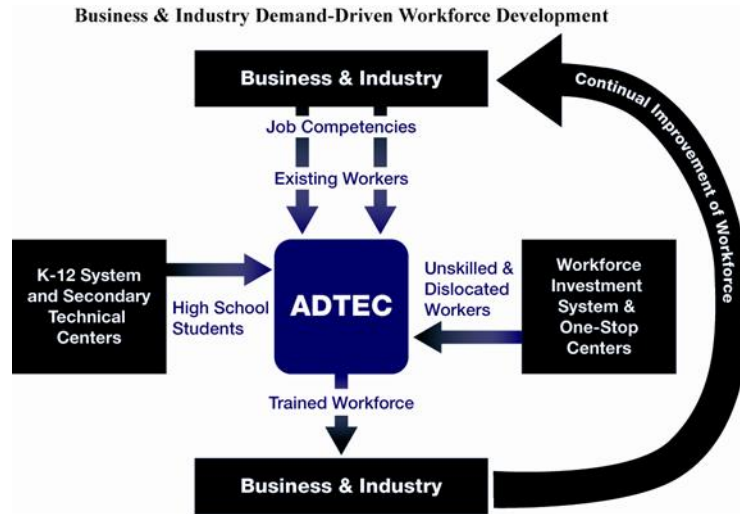 Business & Industry Demand-Driven Workforce Development
Business & Industry
Job Competencies
Existing Workers
K-12 System
and Secondary
Technical
Centers
High School
Students
ADTEC
Unskilled &
Dislocated
Workers
Workforce
Investment
System &
One-Stop
Centers
Trained Workforce
Business & Industry
Continual Improvement of Workforce